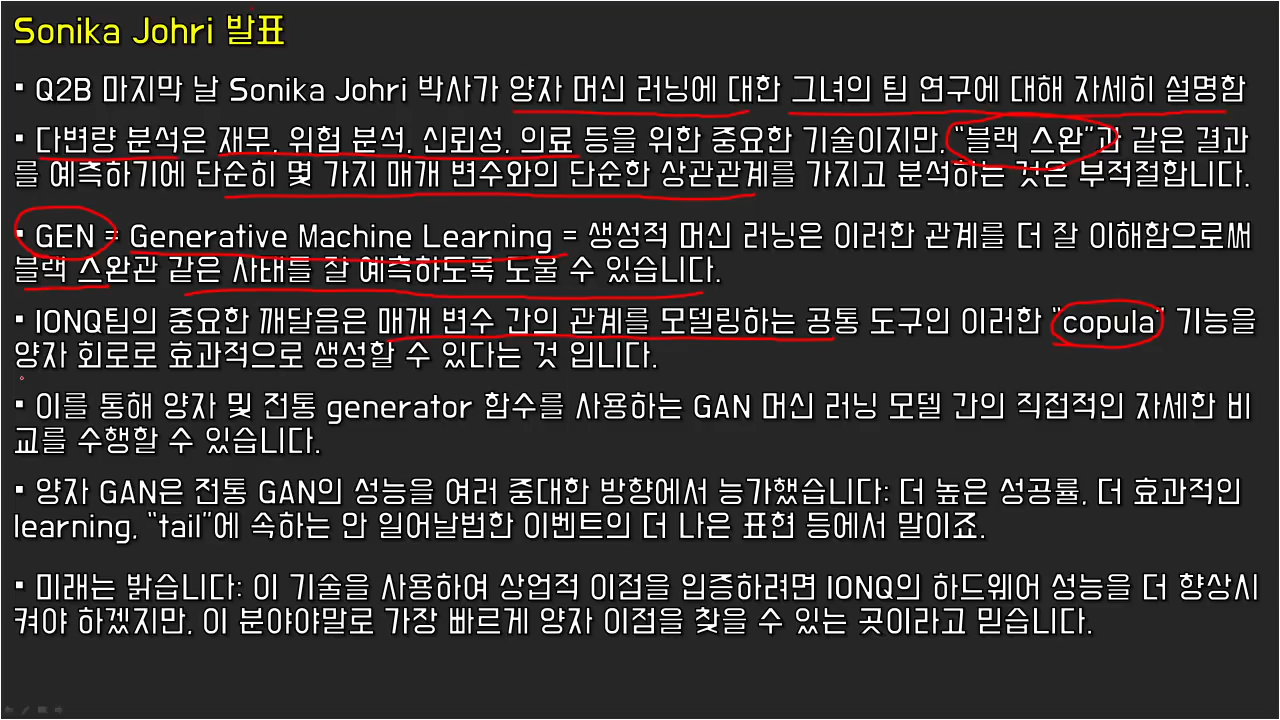 Sonika Johri 발표
▪ Q2B 마지막 날 Sonika Johri 박사가 양자 머신 러닝에 대한 그녀의 팀 연구에 대해 자세히 설명함
▪ 다변량 분석은 재무, 위험 분석, 신뢰성, 의료 등을 위한 중요한 기술이지만, “블랙 스완”과 같은 결과
를 예측하기에 단순히 몇 가지 매개 변수와의 단순한 상관관계를 가지고 분석하는 것은 부적절합니다.
▪ GEN = Generative Machine Learning = 생성적 머신 러닝은 이러한 관계를 더 잘 이해함으로써
블랙 스완관 같은 사태들 잘 예측하도록 도울 수 있습니다.
▪ IONQ팀의 중요한 깨달음은 매개 변수 간의 관계를 모델링하는 공통 도구인 이러한 “copula” 기능을
양자 회로로 효과적으로 생성할 수 있다는 것 입니다.
▪ 이를 통해 양자 및 전통 generator 함수를 사용하는 GAN 머신 러닝 모델 간의 직접적인 자세한 비
교를 수행할 수 있습니다.
▪ 양자 GAN은 전통 GAN의 성능을 여러 중대한 방향에서 능가했습니다: 더 높은 성공률, 더 효과적인
learning, “tail”에 속하는 안 일어날법한 이벤트의 더 나은 표현 등에서 말이죠.
▪ 미래는 밝습니다: 이 기술을 사용하여 상업적 이점을 입증하려면 IONQ의 하드웨어 성능을 더 향상시
켜야 하겠지만, 이 분야야말로 가장 빠르게 양자 이점을 찾을 수 있는 곳이라고 믿습니다.